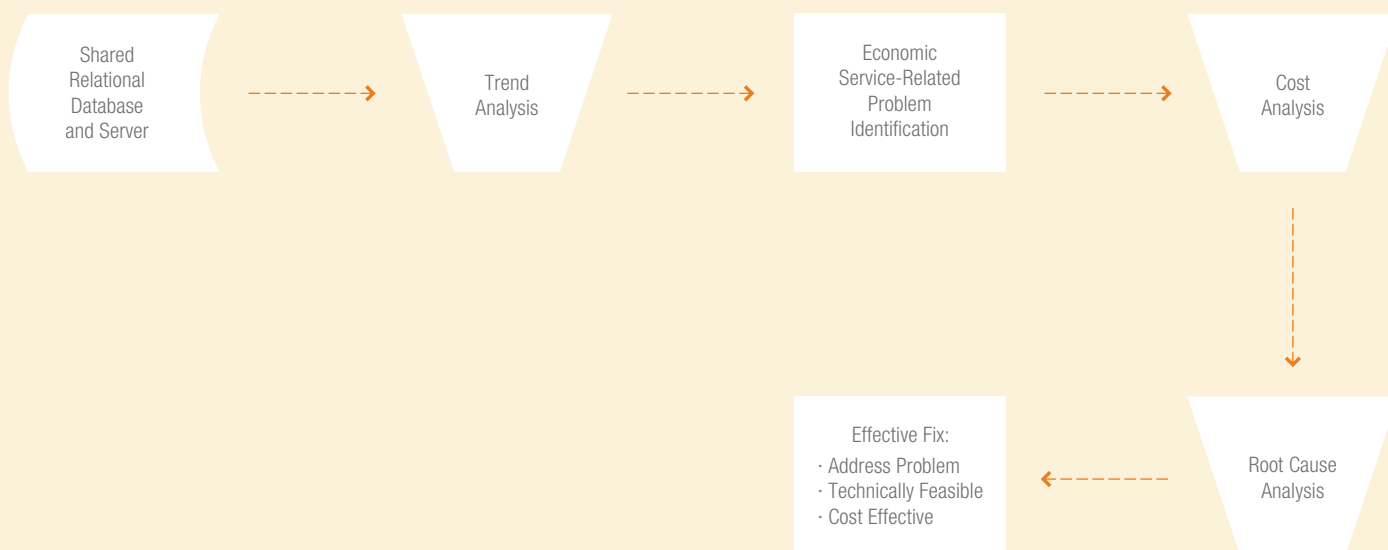 Shared
Relational
Database
and Server
Trend
Analysis
Economic
Service-Related
Problem
Identification
Cost
Analysis
Root Cause
Analysis
Effective Fix:
· Address Problem
· Technically Feasible
· Cost Effective